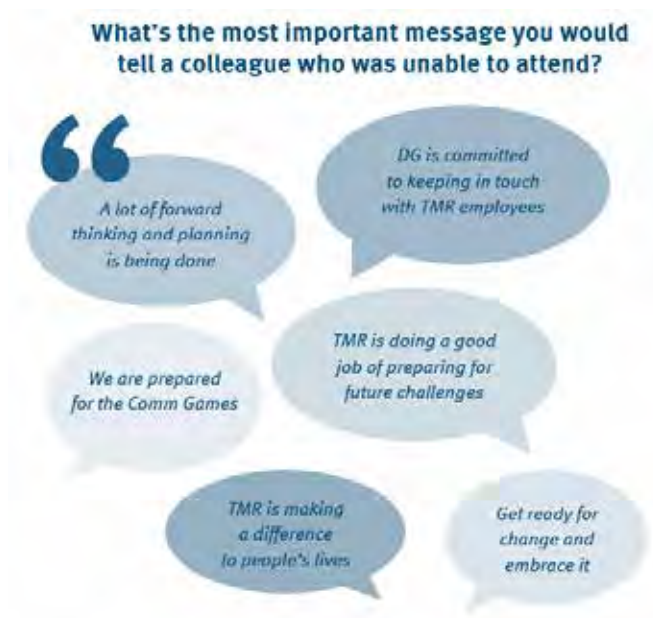 What's the most important message you would
tell a colleague who was unable to attend?
A lot of forward
thinking and planning
is being done
DG is committed
to keeping in touch
with TMR employees
TMR is doing a good
job of preparing for
future challenges
We are prepared
for the Comm Games
TMR is making
a difference
to people's lives
Get ready for
change and
embrace it